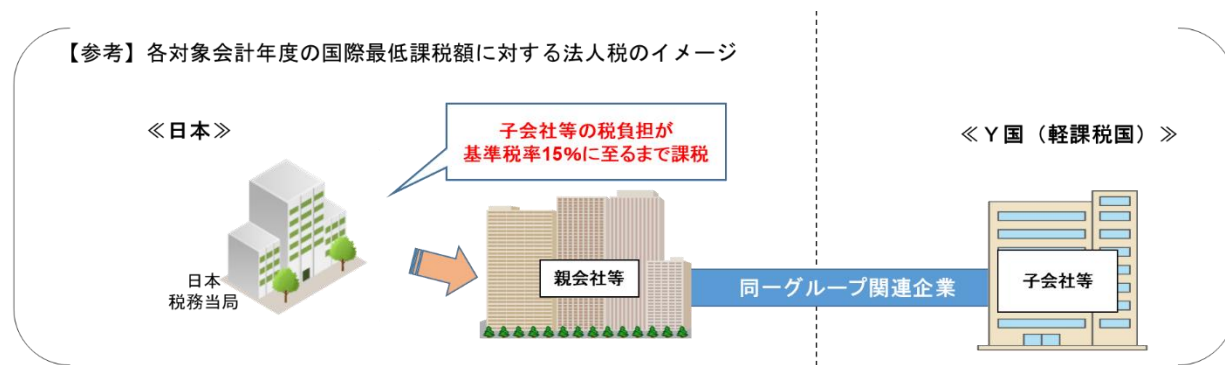 【参考】各対象会計年度の国際最低課税額に対する法人税のイメージ
≪日本≫
子会社等の税負担が
基準税率15%に至るまで課税
≪Ｙ国（軽課税国）≫
日本
税務当局
親会社等
同一グループ関連企業
子会社等